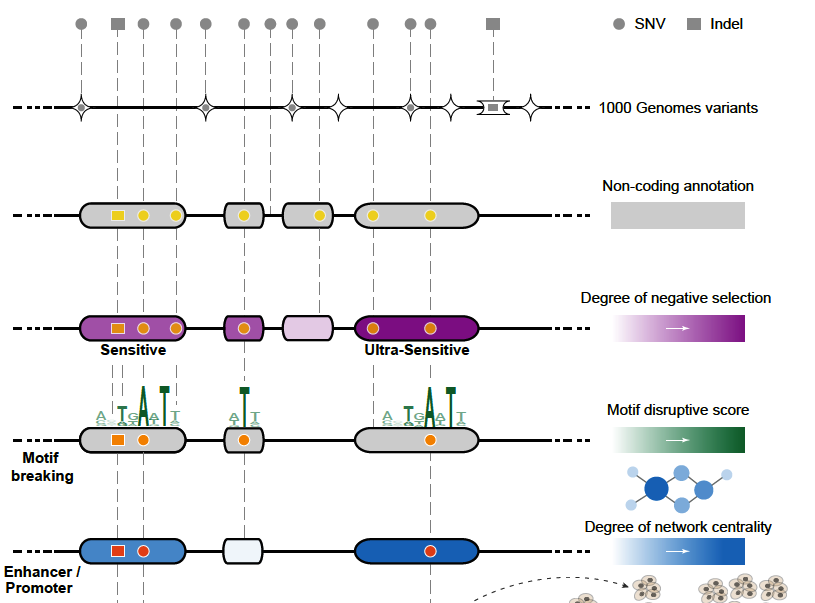 SNV
Indel
1000 Genomes variants
Non-coding annotation
Degree of negative selection
Sensitive
Ultra-Sensitive
Motif disruptive score
Motif
breaking
Degree of network centrality
Enhancer /
Promoter